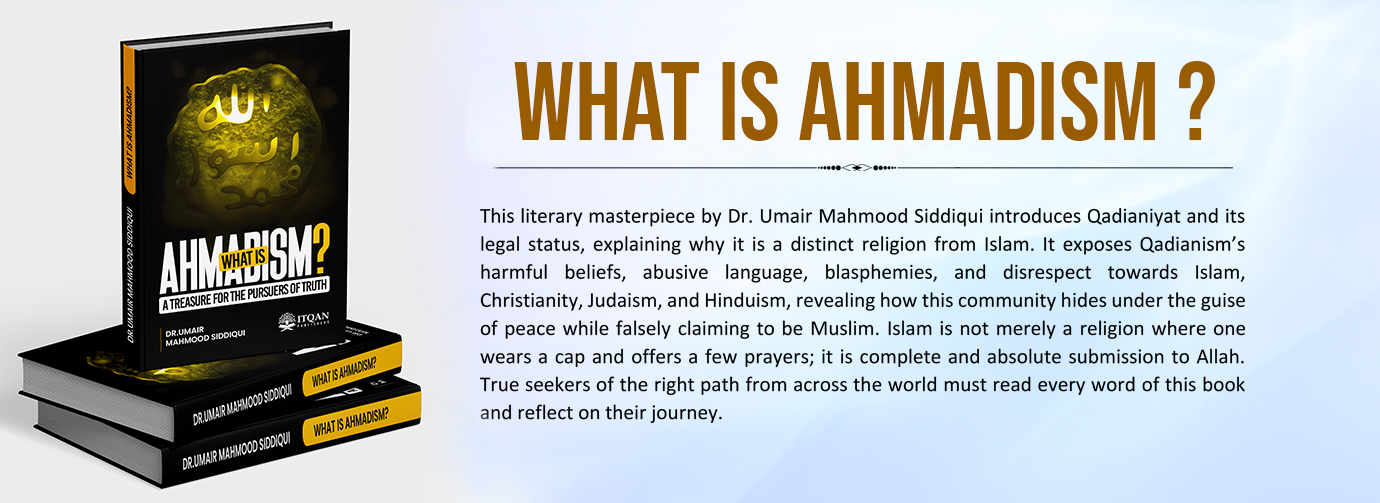 الله
رسول
محمد
AHMADISM?
WHAT IS
A TREASURE FOR THE PURSUERS OF TRUTH
DR.UMAIR
MAHMOOD SIDDIQUI
ITQAN
PUBLISHERS
WHAT IS AHMADISM?
DR.UMAIR MAHMOOD SIDDIQUI
DR.UMAIR MAHMOOD SIDDIQUI
WHAT IS AHMADISM?
DR.UMAIR MAHMOOD SIDDIQUI
WHAT IS AHMADISM?
WHAT IS AHMADISM ?
This literary masterpiece by Dr. Umair Mahmood Siddiqui introduces Qadianiyat and its
legal status, explaining why it is a distinct religion from Islam. It exposes Qadianism’s
harmful beliefs, abusive language, blasphemies, and disrespect towards Islam,
Christianity, Judaism, and Hinduism, revealing how this community hides under the guise
of peace while falsely claiming to be Muslim. Islam is not merely a religion where one
wears a cap and offers a few prayers; it is complete and absolute submission to Allah.
True seekers of the right path from across the world must read every word of this book
and reflect on their journey.